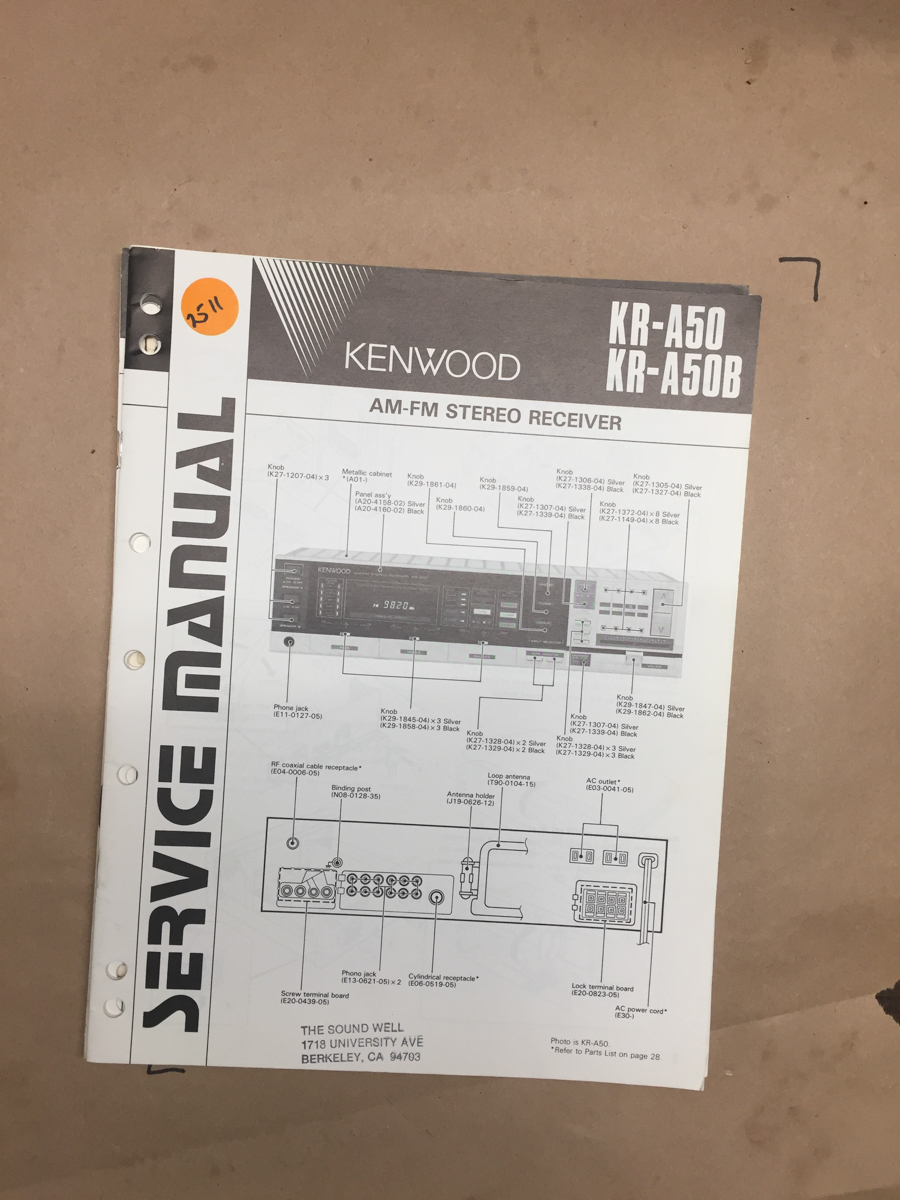 2511
SERVICE MANUAL
KENWOOD
KR-A50
KR-A50B
AM-FM STEREO RECEIVER
Knob
(K27-1207-04) × 3
Metallic cabinet
*(A01-)
Panel ass'y
(A20-4158-02) Silver
(A20-4160-02) Black
Knob
(K29-1861-04)
Knob
(K29-1860-04)
Knob
(K29-1859-04)
Knob
(K27-1307-04) Silver
(K27-1339-04) Black
Knob
(K27-1306-04) Silver
(K27-1338-04) Black
Knob
(K27-1372-04) × 8 Silver
(K27-1149-04) × 8 Black
Knob
(K27-1305-04) Silver
(K27-1327-04) Black
KENWOOD
FM 9820
Phone jack
(E11-0127-05)
Knob
(K29-1845-04) × 3 Silver
(K29-1858-04) × 3 Black
Knob
(K27-1328-04) × 2 Silver
(K27-1329-04) × 2 Black
Knob
(K27-1328-04) × 3 Silver
(K27-1329-04) × 3 Black
Knob
(K27-1307-04) Silver
(K27-1339-04) Black
Knob
(K29-1847-04) Silver
(K29-1862-04) Black
RF coaxial cable receptacle*
(E04-0006-05)
Binding post
(N08-0128-35)
Antenna holder
(J19-0626-12)
Loop antenna
(T90-0104-15)
AC outlet*
(E03-0041-05)
Screw terminal board
(E20-0439-05)
Phono jack
(E13-0621-05) × 2
Cylindrical receptacle*
(E06-0519-05)
Lock terminal board
(E20-0823-05)
AC power cord*
(E30-)
THE SOUND WELL
1718 UNIVERSITY AVE
BERKELEY, CA 94703
Photo is KR-A50.
*Refer to Parts List on page 28